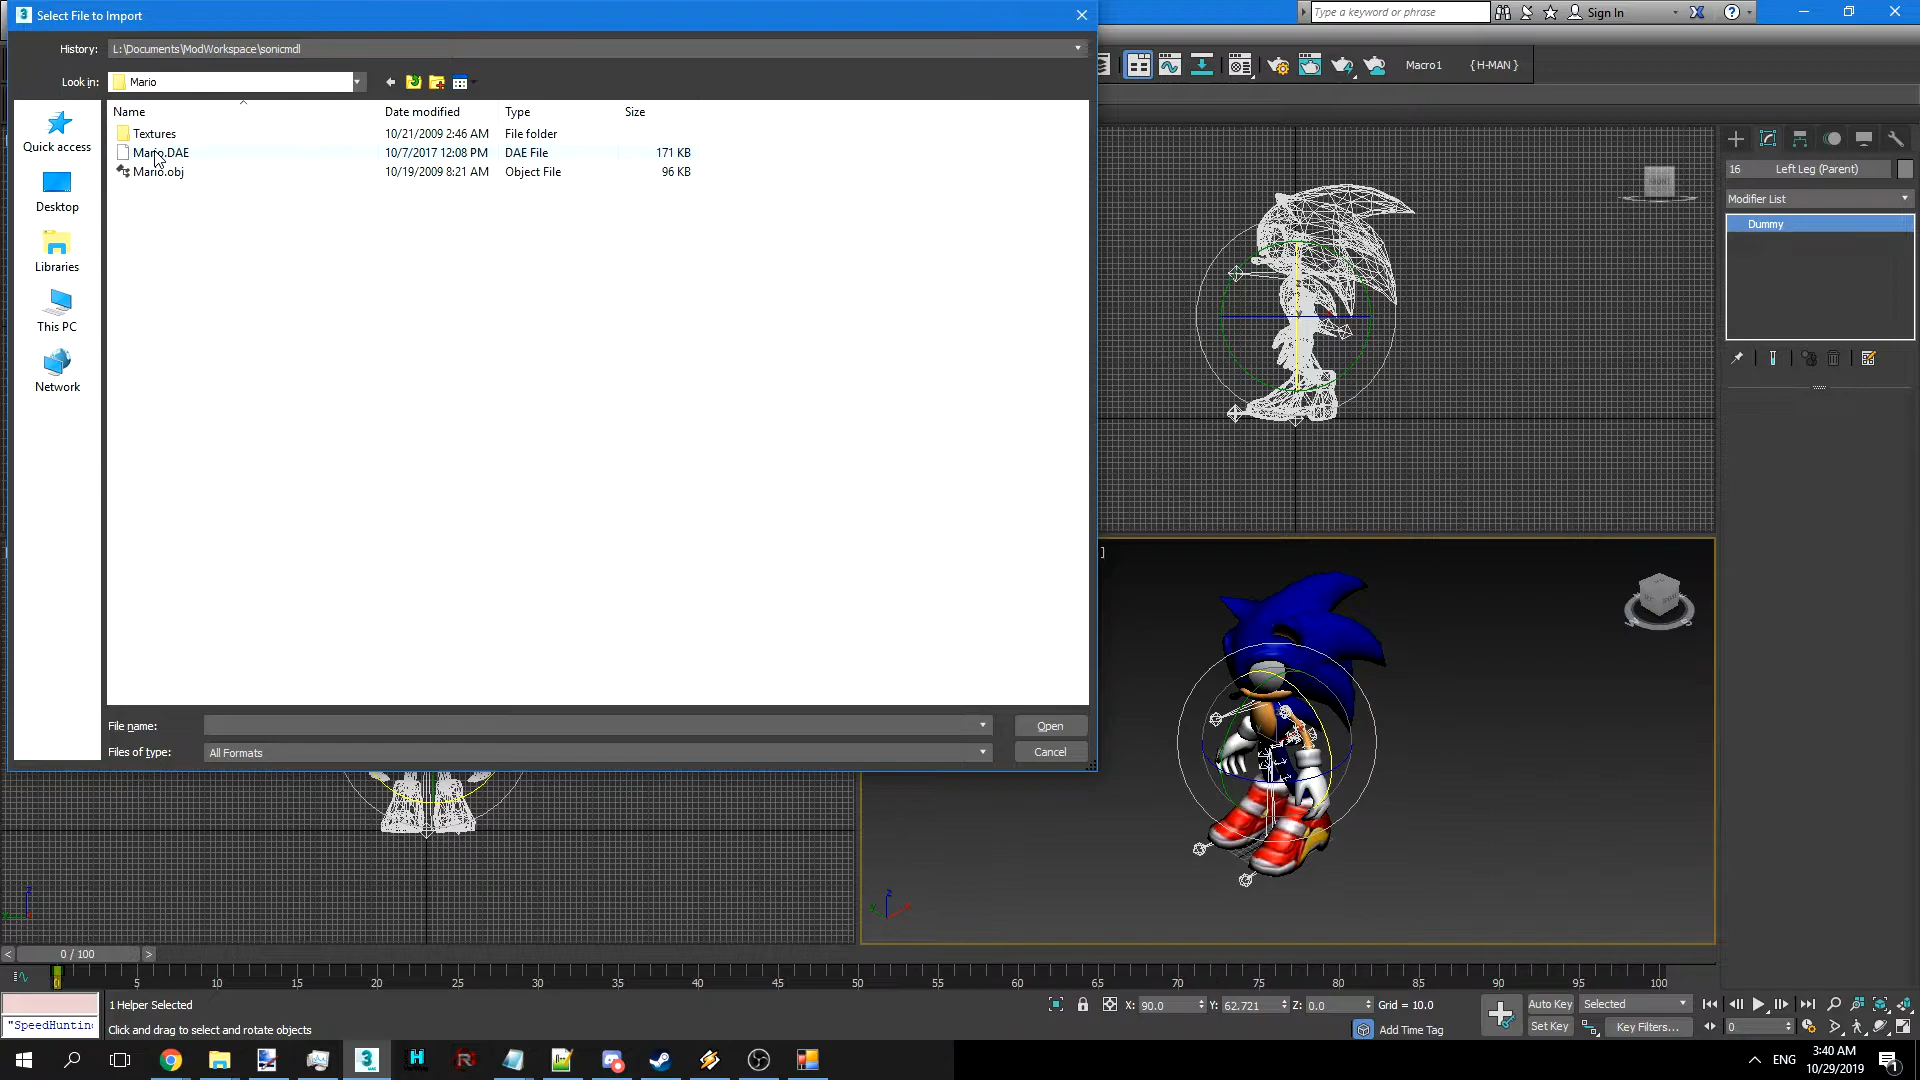 Select File to Import
Type a keyword or phrase
Sign In
History:
L:\Documents\ModWorkspace\sonicmdl
Look in:
Mario
Macro1
{H-MAN}
Name
Date modified
Type
Size
Textures
10/21/2009 2:46 AM
File folder
Mario.DAE
10/7/2017 12:08 PM
DAE File
171 KB
Mario.obj
10/19/2009 8:21 AM
Object File
96 KB
Quick access
Desktop
Libraries
This PC
Network
16
Left Leg (Parent)
Modifier List
Dummy
FRONT
File name:
Open
Files of type:
All Formats
Cancel
]
z
z
y
x
< 0 / 100 >
0 5 10 15 20 25 30 35 40 45 50 55 60 65 70 75 80 85 90 95 100
1 Helper Selected
X: 90.0
Y: 62.721
Z: 0.0
Grid = 10.0
Auto Key
Selected
"SpeedHuntin
Click and drag to select and rotate objects
Add Time Tag
Set Key
Key Filters...
0
ENG
3:40 AM
10/29/2019